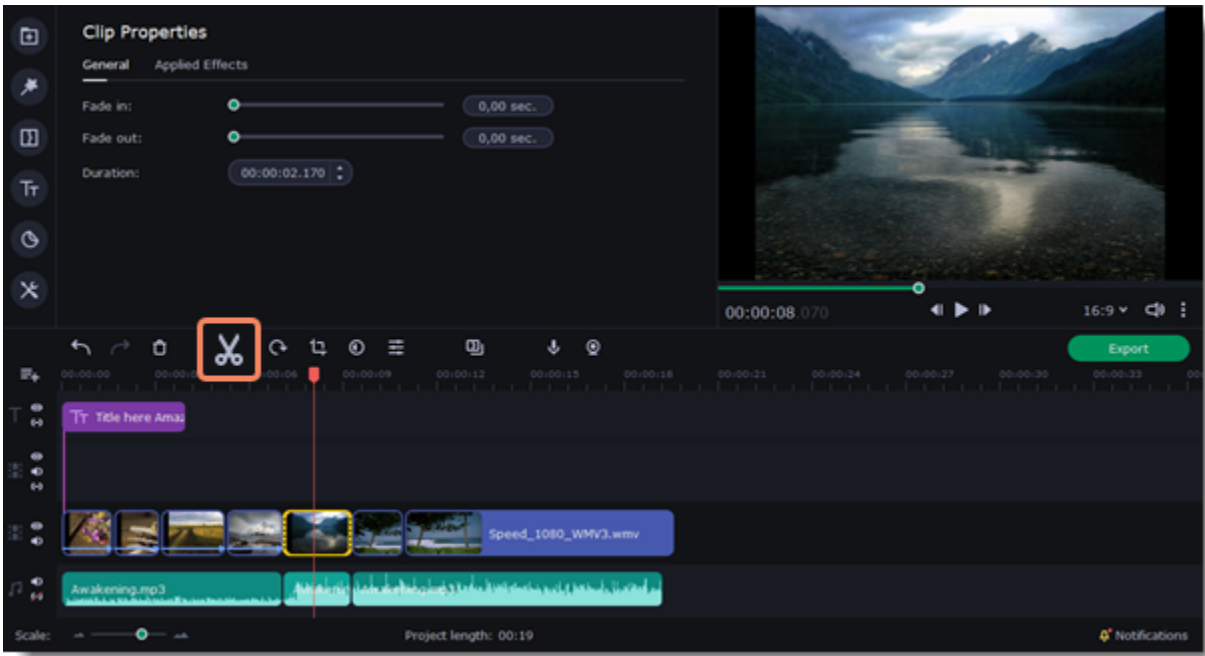 Clip Properties
General Applied Effects
Fade in: 0,00 sec.
Fade out: 0,00 sec.
Duration: 00:00:02.170
00:00:08.070
16:9
Export
00:00:00 00:00:06 00:00:09 00:00:12 00:00:15 00:00:18 00:00:21 00:00:24 00:00:27 00:00:30 00:00:33
Tт Title here Ama
Speed_1080_WMV3.wmv
Awakening.mp3
Scale: Project length: 00:19 Notifications